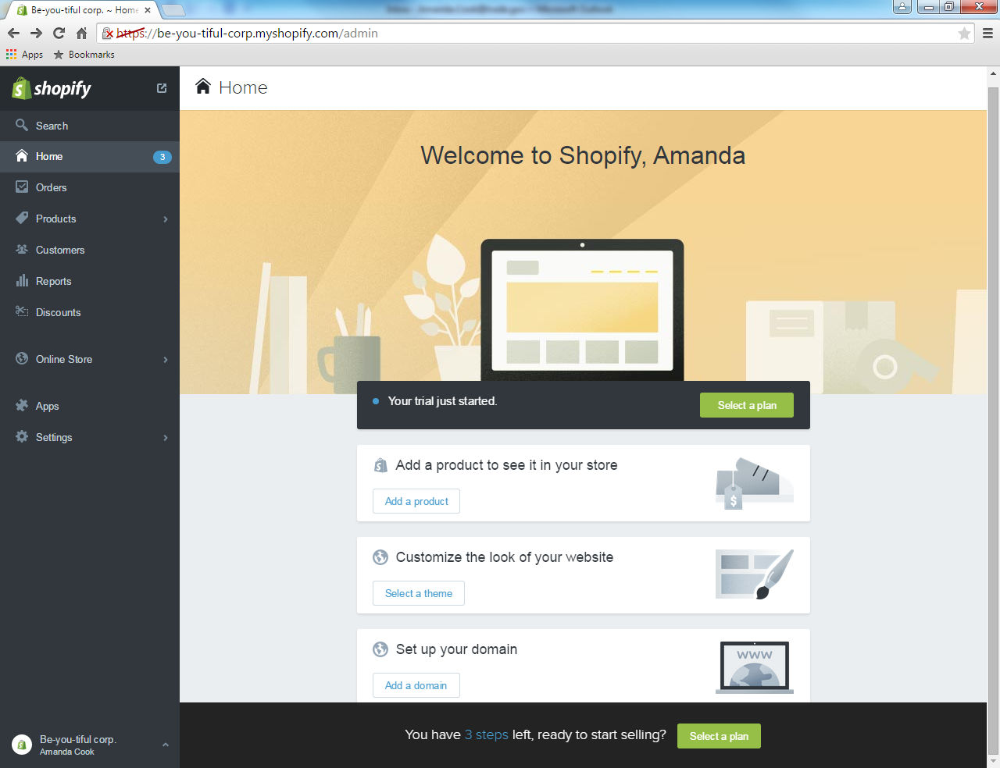 Be-you-tiful corp. ~ Home
https://be-you-tiful-corp.myshopify.com/admin
Apps
Bookmarks
shopify
Home
Search
Home
3
Orders
Products
Customers
Reports
Discounts
Online Store
Apps
Settings
Be-you-tiful corp.
Amanda Cook
Welcome to Shopify, Amanda
Your trial just started.
Select a plan
Add a product to see it in your store
Add a product
$
Customize the look of your website
Select a theme
Set up your domain
WWW
Add a domain
You have 3 steps left, ready to start selling?
Select a plan